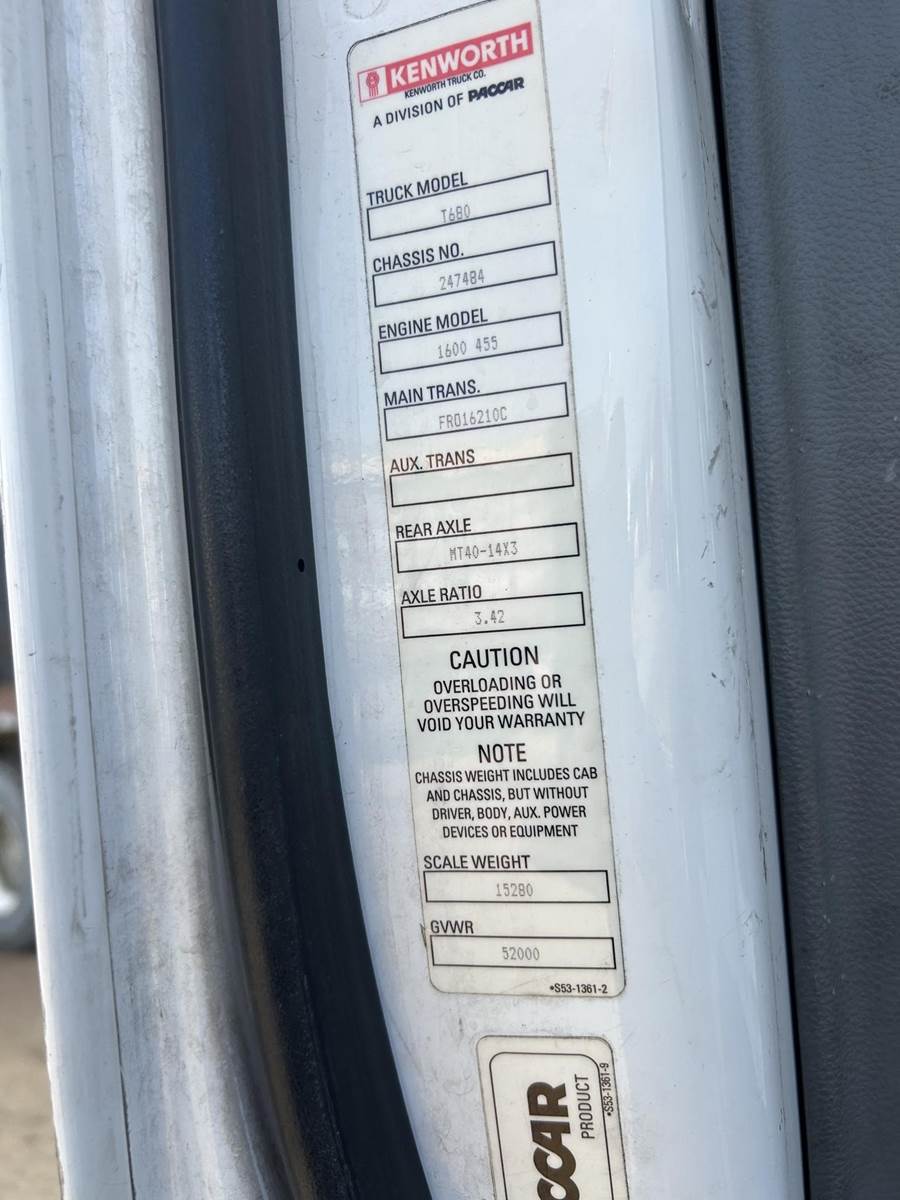 KENWORTH
KENWORTH TRUCK CO.
A DIVISION OF PACCAR
TRUCK MODEL
T680
CHASSIS NO.
247484
ENGINE MODEL
1600 455
MAIN TRANS.
FRO16210C
AUX. TRANS
REAR AXLE
MT40-14X3
AXLE RATIO
3.42
CAUTION
OVERLOADING OR
OVERSPEEDING WILL
VOID YOUR WARRANTY
NOTE
CHASSIS WEIGHT INCLUDES CAB
AND CHASSIS, BUT WITHOUT
DRIVER, BODY, AUX. POWER
DEVICES OR EQUIPMENT
SCALE WEIGHT
15280
GVWR
52000
*S53-1361-2
CCAR
PRODUCT
*S53-1361-9